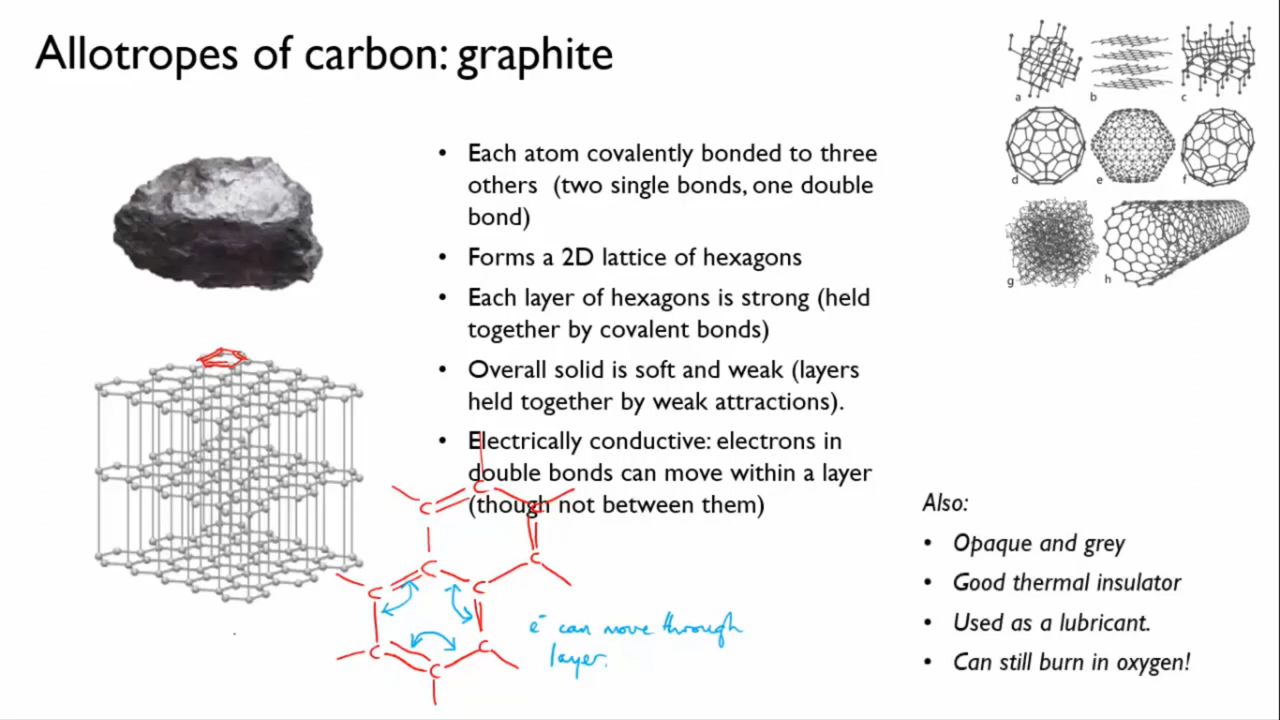 Allotropes of carbon: graphite
a b c
d e f
g h
• Each atom covalently bonded to three
others (two single bonds, one double
bond)
• Forms a 2D lattice of hexagons
• Each layer of hexagons is strong (held
together by covalent bonds)
• Overall solid is soft and weak (layers
held together by weak attractions).
• Electrically conductive: electrons in
double bonds can move within a layer
(though not between them)
C
C
C
C
C
C
C
C
C
C
e⁻ can move through
layer.
Also:
• Opaque and grey
• Good thermal insulator
• Used as a lubricant.
• Can still burn in oxygen!